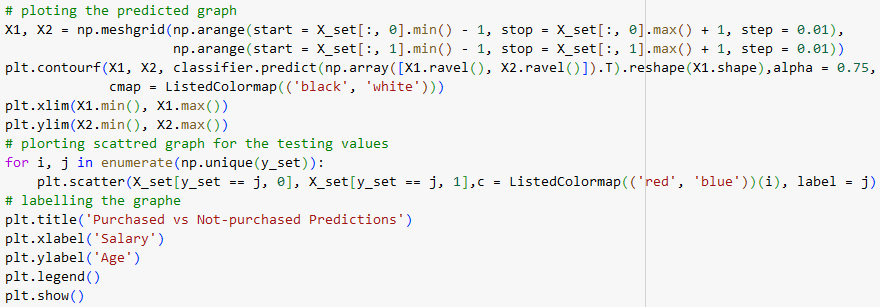 # ploting the predicted graph
X1, X2 = np.meshgrid(np.arange(start = X_set[:, 0].min() - 1, stop = X_set[:, 0].max() + 1, step = 0.01),
                     np.arange(start = X_set[:, 1].min() - 1, stop = X_set[:, 1].max() + 1, step = 0.01))
plt.contourf(X1, X2, classifier.predict(np.array([X1.ravel(), X2.ravel()]).T).reshape(X1.shape),alpha = 0.75,
             cmap = ListedColormap(('black', 'white')))
plt.xlim(X1.min(), X1.max())
plt.ylim(X2.min(), X2.max())
# plorting scattred graph for the testing values
for i, j in enumerate(np.unique(y_set)):
    plt.scatter(X_set[y_set == j, 0], X_set[y_set == j, 1],c = ListedColormap(('red', 'blue'))(i), label = j)
# labelling the graphe
plt.title('Purchased vs Not-purchased Predictions')
plt.xlabel('Salary')
plt.ylabel('Age')
plt.legend()
plt.show()